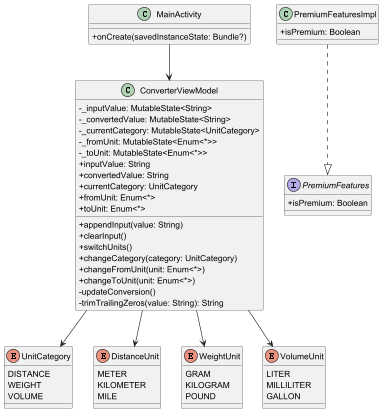 C MainActivity
+onCreate(savedInstanceState: Bundle?)
C PremiumFeaturesImpl
+isPremium: Boolean
C ConverterViewModel
-_inputValue: MutableState<String>
-_convertedValue: MutableState<String>
-_currentCategory: MutableState<UnitCategory>
-_fromUnit: MutableState<Enum<*>>
-_toUnit: MutableState<Enum<*>>
+inputValue: String
+convertedValue: String
+currentCategory: UnitCategory
+fromUnit: Enum<*>
+toUnit: Enum<*>
+appendInput(value: String)
+clearInput()
+switchUnits()
+changeCategory(category: UnitCategory)
+changeFromUnit(unit: Enum<*>)
+changeToUnit(unit: Enum<*>)
-updateConversion()
-trimTrailingZeros(value: String): String
I PremiumFeatures
+isPremium: Boolean
E UnitCategory
DISTANCE
WEIGHT
VOLUME
E DistanceUnit
METER
KILOMETER
MILE
E WeightUnit
GRAM
KILOGRAM
POUND
E VolumeUnit
LITER
MILLILITER
GALLON